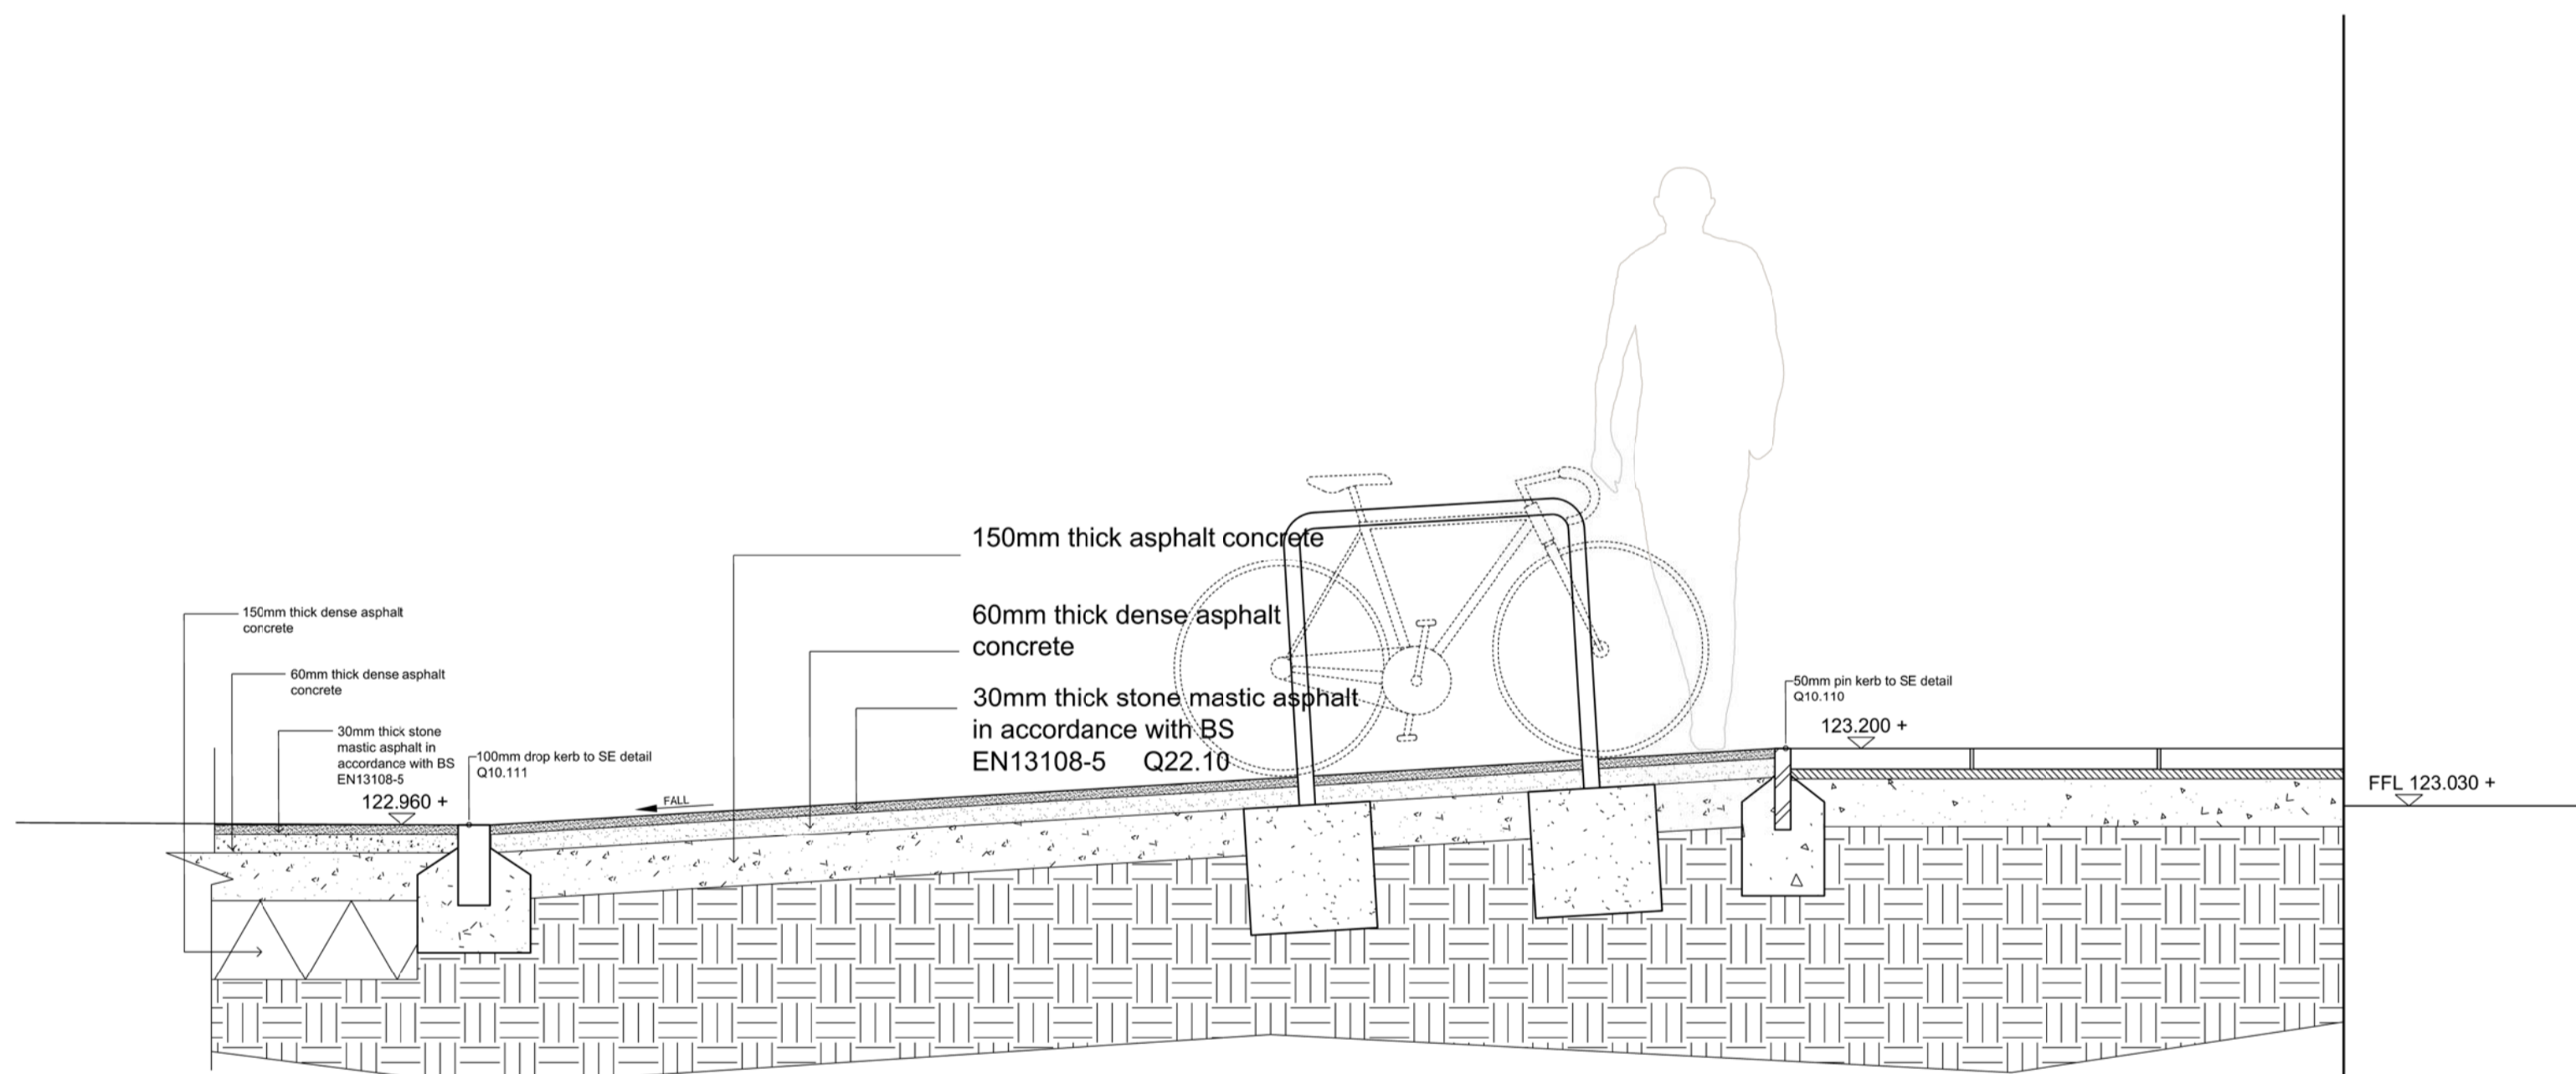 150mm thick asphalt concrete
60mm thick dense asphalt
concrete
30mm thick stone mastic asphalt
in accordance with BS
EN13108-5 Q22.10
150mm thick dense asphalt
concrete
60mm thick dense asphalt
concrete
30mm thick stone
mastic asphalt in
accordance with BS
EN13108-5
122.960 +
100mm drop kerb to SE detail
Q10.111
FALL
50mm pin kerb to SE detail
Q10.110
123.200 +
FFL 123.030 +